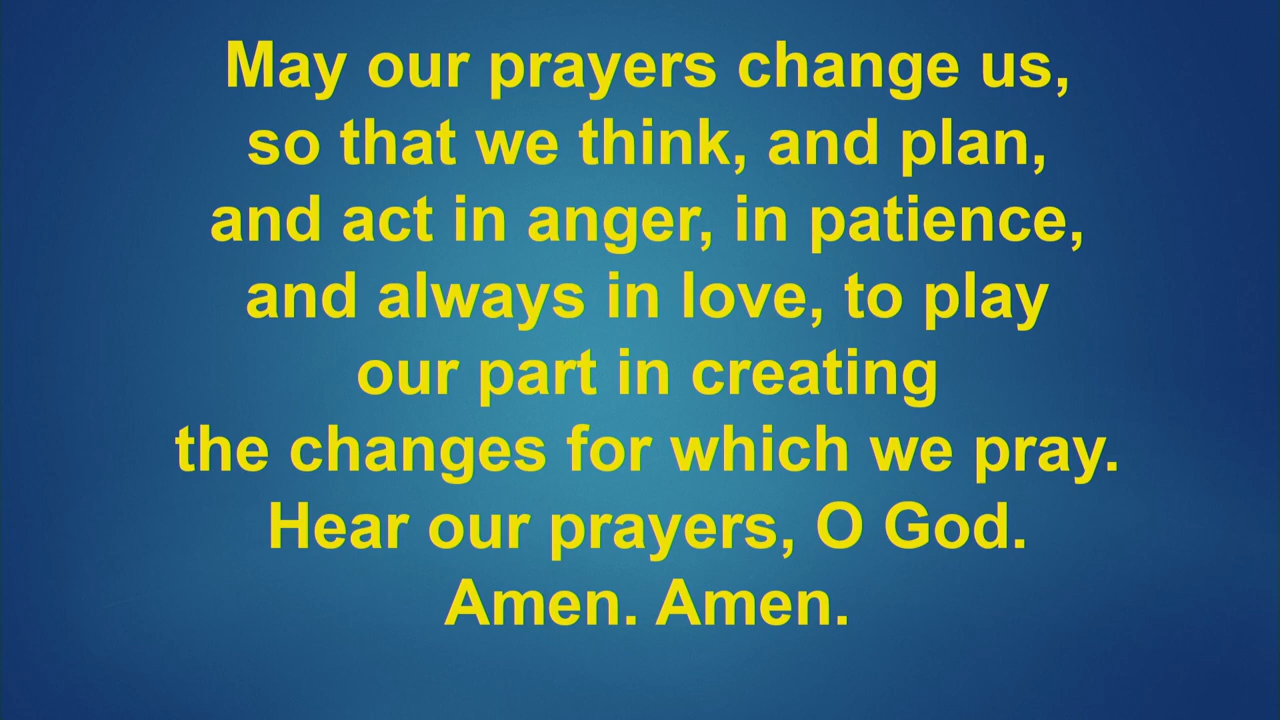 May our prayers change us,
so that we think, and plan,
and act in anger, in patience,
and always in love, to play
our part in creating
the changes for which we pray.
Hear our prayers, O God.
Amen. Amen.